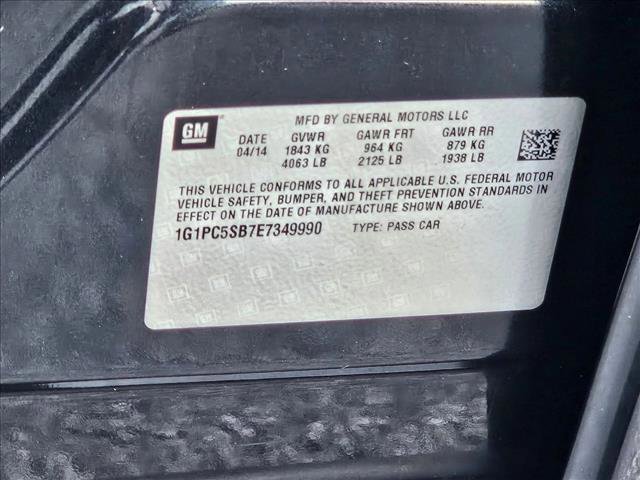 GM
MFD BY GENERAL MOTORS LLC
DATE GVWR GAWR FRT GAWR RR
04/14 1843 KG 964 KG 879 KG
4063 LB 2125 LB 1938 LB
THIS VEHICLE CONFORMS TO ALL APPLICABLE U.S. FEDERAL MOTOR
VEHICLE SAFETY, BUMPER, AND THEFT PREVENTION STANDARDS IN
EFFECT ON THE DATE OF MANUFACTURE SHOWN ABOVE.
1G1PC5SB7E7349990 TYPE: PASS CAR